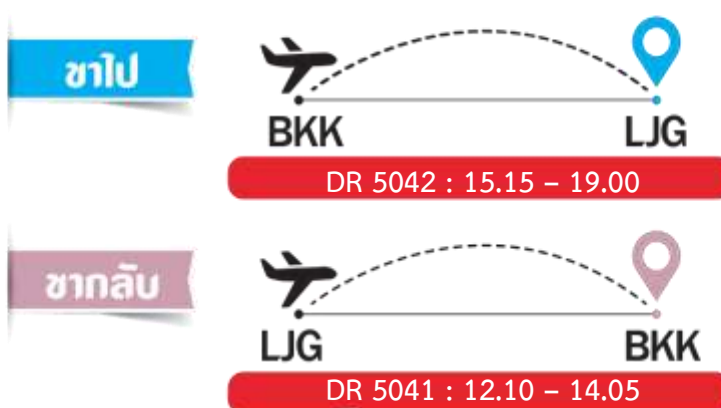 ขาไป
BKK LJG
DR 5042 : 15.15 – 19.00
ขากลับ
LJG BKK
DR 5041 : 12.10 – 14.05